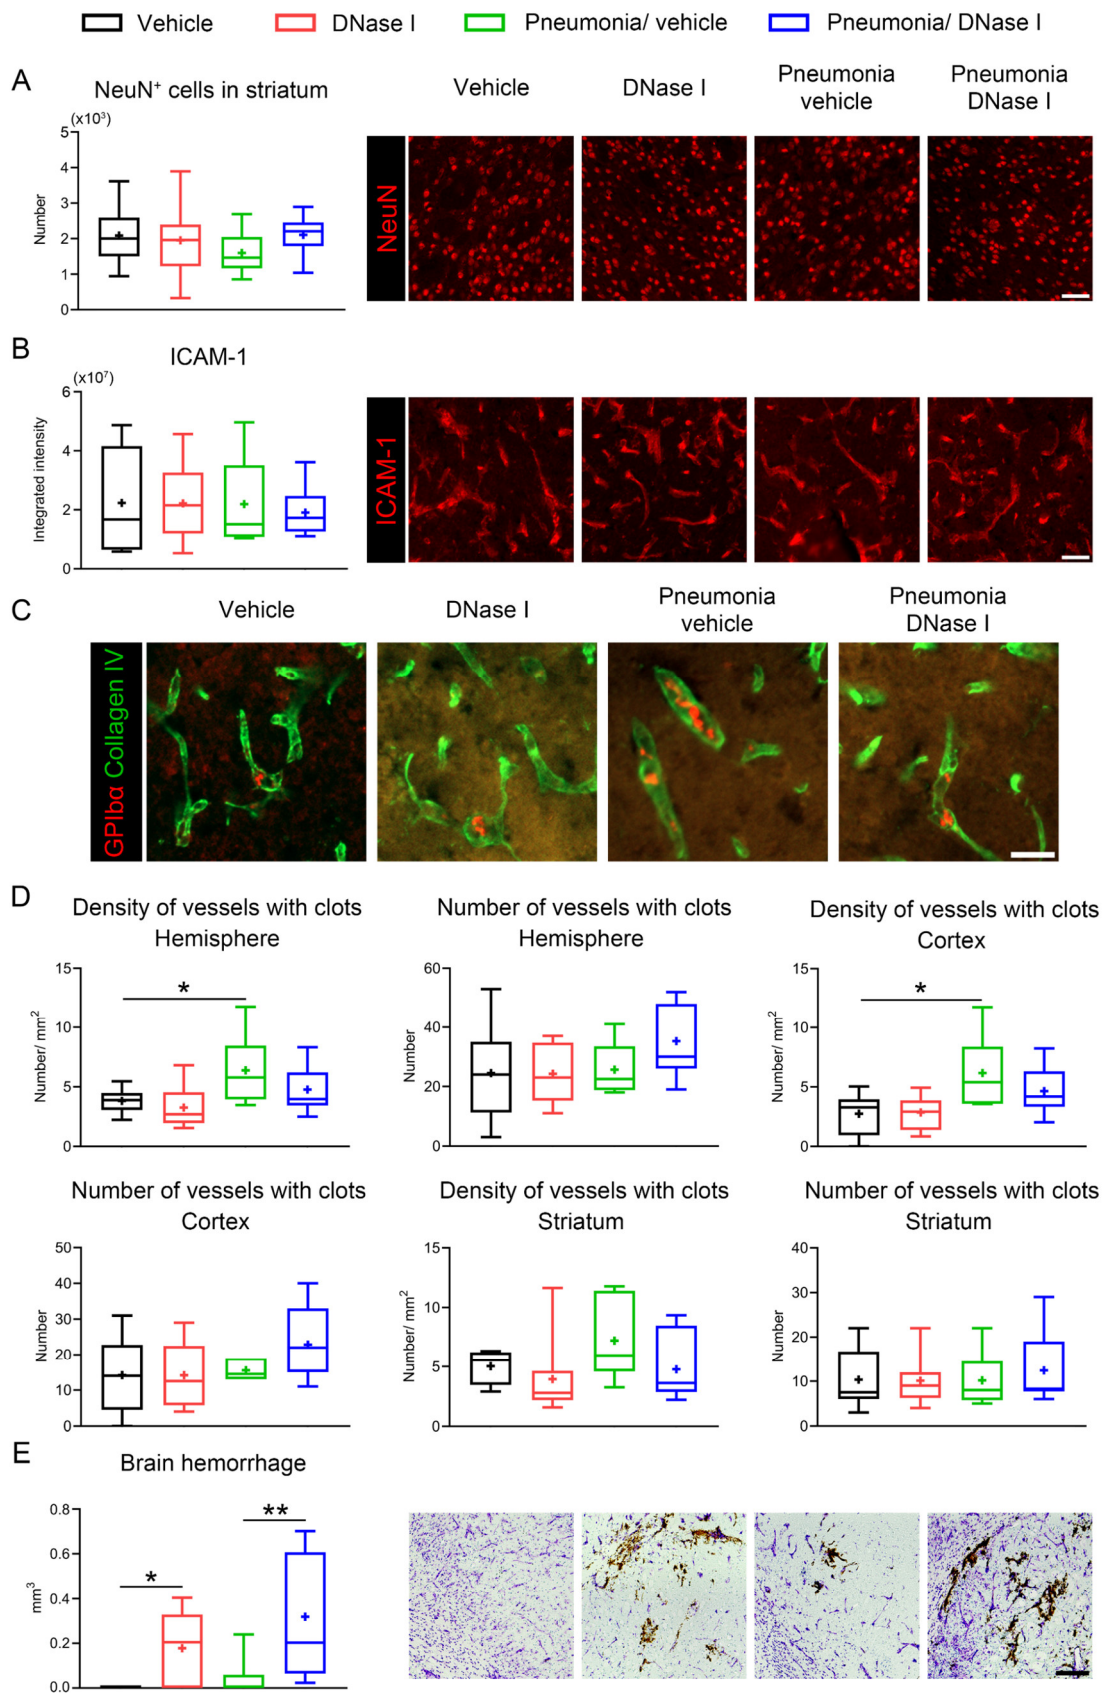 Vehicle DNase I Pneumonia/ vehicle Pneumonia/ DNase I
A
NeuN⁺ cells in striatum
(x10³)
5
4
3
2
1
0
Number
Vehicle
DNase I
Pneumonia
vehicle
Pneumonia
DNase I
NeuN
B
ICAM-1
(x10⁷)
6
4
2
0
Integrated intensity
ICAM-1
C
Vehicle
DNase I
Pneumonia
vehicle
Pneumonia
DNase I
GPIbα Collagen IV
D
Density of vessels with clots
Hemisphere
15
10
5
0
Number/ mm²
*
Number of vessels with clots
Hemisphere
60
40
20
0
Number
Density of vessels with clots
Cortex
15
10
5
0
Number/ mm²
*
Number of vessels with clots
Cortex
50
40
30
20
10
0
Number
Density of vessels with clots
Striatum
15
10
5
0
Number/ mm²
Number of vessels with clots
Striatum
40
30
20
10
0
Number
E
Brain hemorrhage
0.8
0.6
0.4
0.2
0.0
mm³
*
**